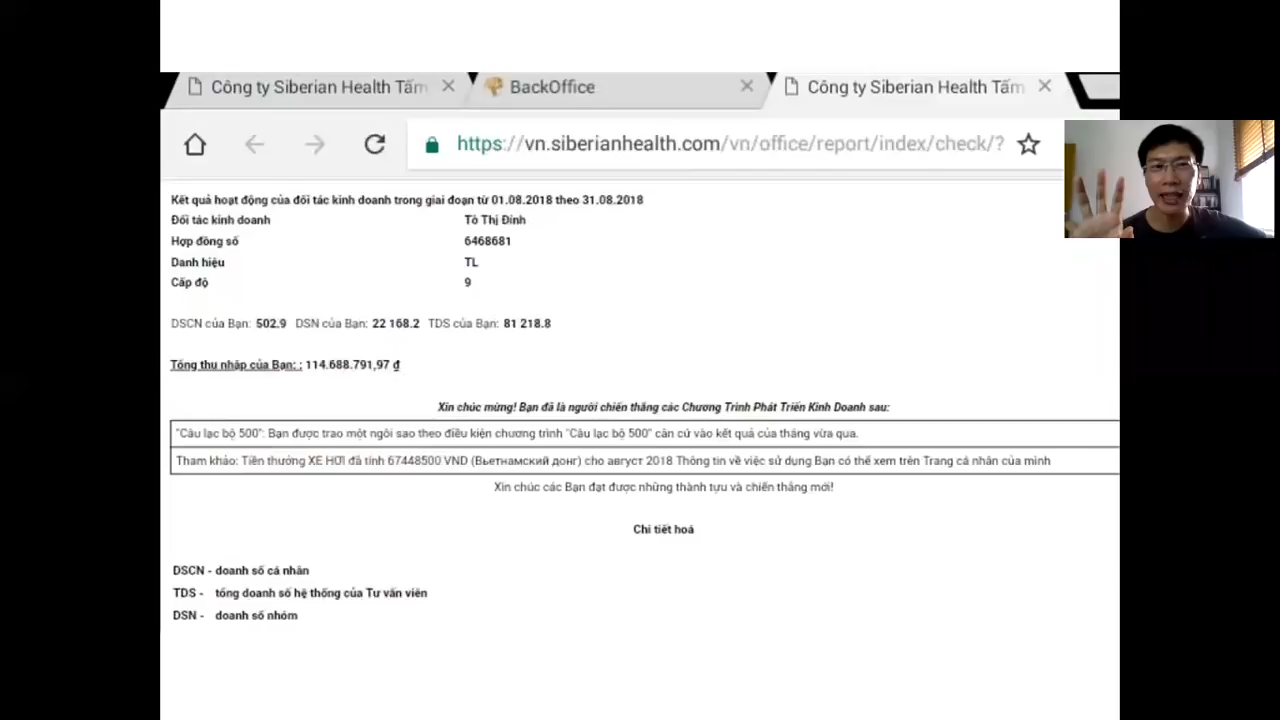 Công ty Siberian Health Tấm
BackOffice
Công ty Siberian Health Tấm
https://vn.siberianhealth.com/vn/office/report/index/check/?
Kết quả hoạt động của đối tác kinh doanh trong giai đoạn từ 01.08.2018 theo 31.08.2018
Đối tác kinh doanh Tô Thị Đính
Hợp đồng số 6468681
Danh hiệu TL
Cấp độ 9
DSCN của Bạn: 502.9 DSN của Bạn: 22 168.2 TDS của Bạn: 81 218.8
Tổng thu nhập của Bạn: : 114.688.791,97 ₫
Xin chúc mừng! Bạn đã là người chiến thắng các Chương Trình Phát Triển Kinh Doanh sau:
"Câu lạc bộ 500": Bạn được trao một ngôi sao theo điều kiện chương trình "Câu lạc bộ 500" căn cứ vào kết quả của tháng vừa qua.
Tham khảo: Tiền thưởng XE HƠI đã tính 67448500 VND (Вьетнамский донг) cho август 2018 Thông tin về việc sử dụng Bạn có thể xem trên Trang cá nhân của mình
Xin chúc các Bạn đạt được những thành tựu và chiến thắng mới!
Chi tiết hoá
DSCN - doanh số cá nhân
TDS - tổng doanh số hệ thống của Tư vấn viên
DSN - doanh số nhóm